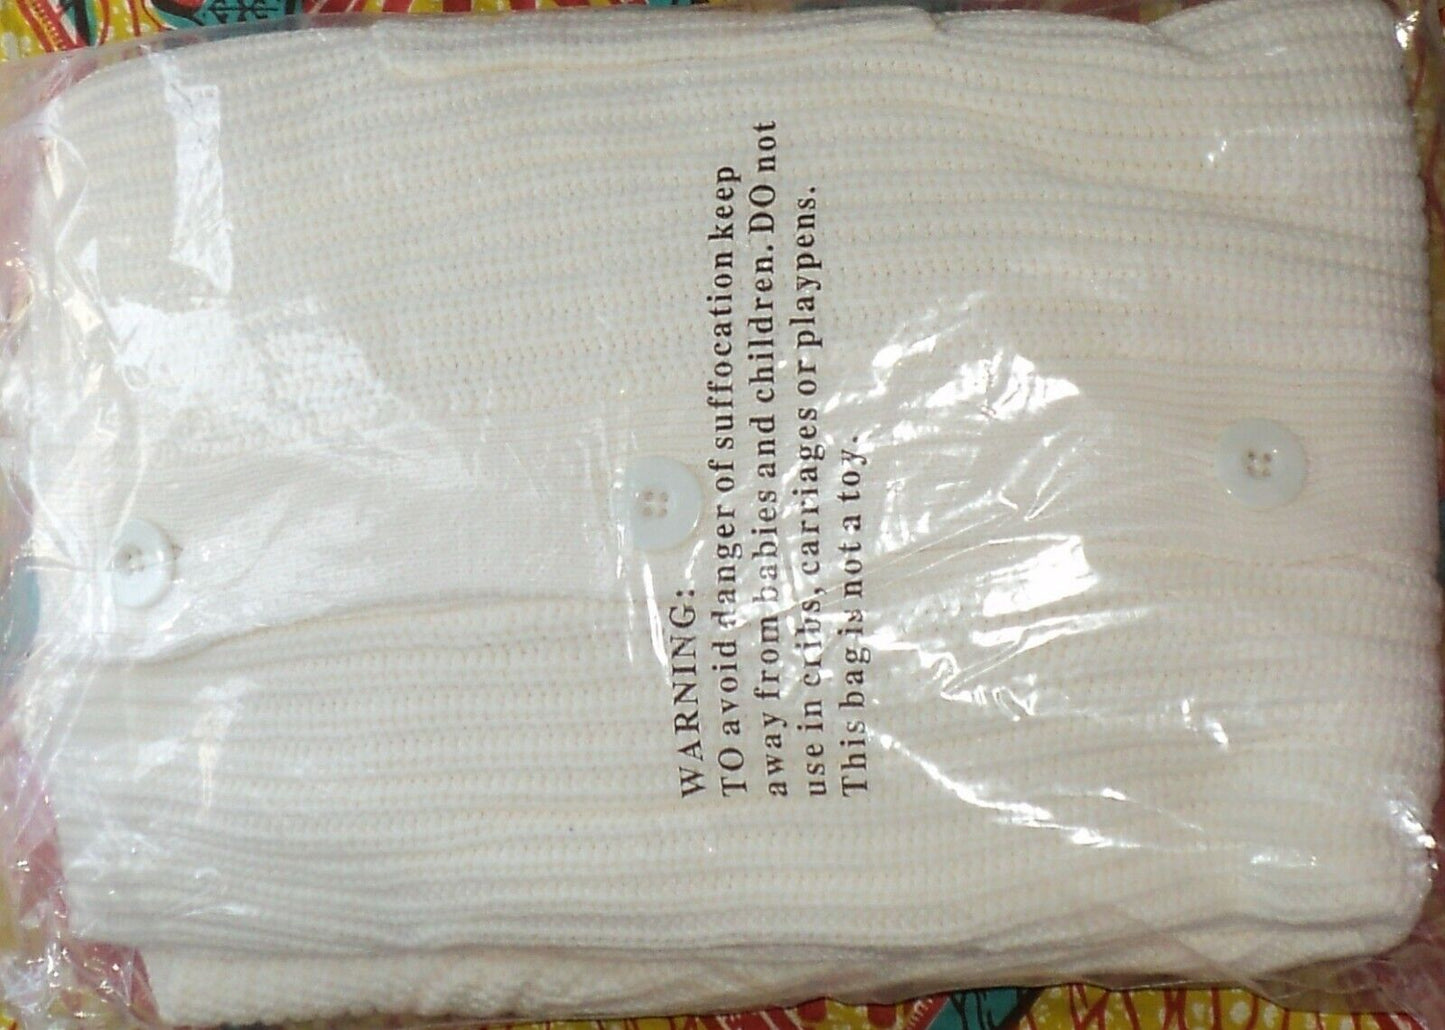 WARNING:
TO avoid danger of suffocation keep
away from babies and children. DO not
use in cribs, carriages or playpens.
This bag is not a toy.